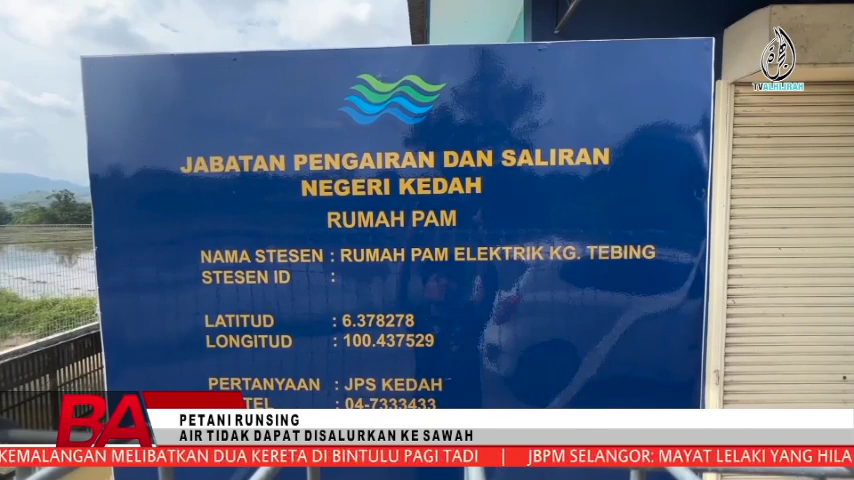 TVALHIJRAH
JABATAN PENGAIRAN DAN SALIRAN
NEGERI KEDAH
RUMAH PAM
NAMA STESEN : RUMAH PAM ELEKTRIK KG. TEBING
STESEN ID :
LATITUD : 6.378278
LONGITUD : 100.437529
PERTANYAAN : JPS KEDAH
TEL : 04-7333433
BA
PETANI RUNSING
AIR TIDAK DAPAT DISALURKAN KE SAWAH
KEMALANGAN MELIBATKAN DUA KERETA DI BINTULU PAGI TADI | JBPM SELANGOR: MAYAT LELAKI YANG HILA